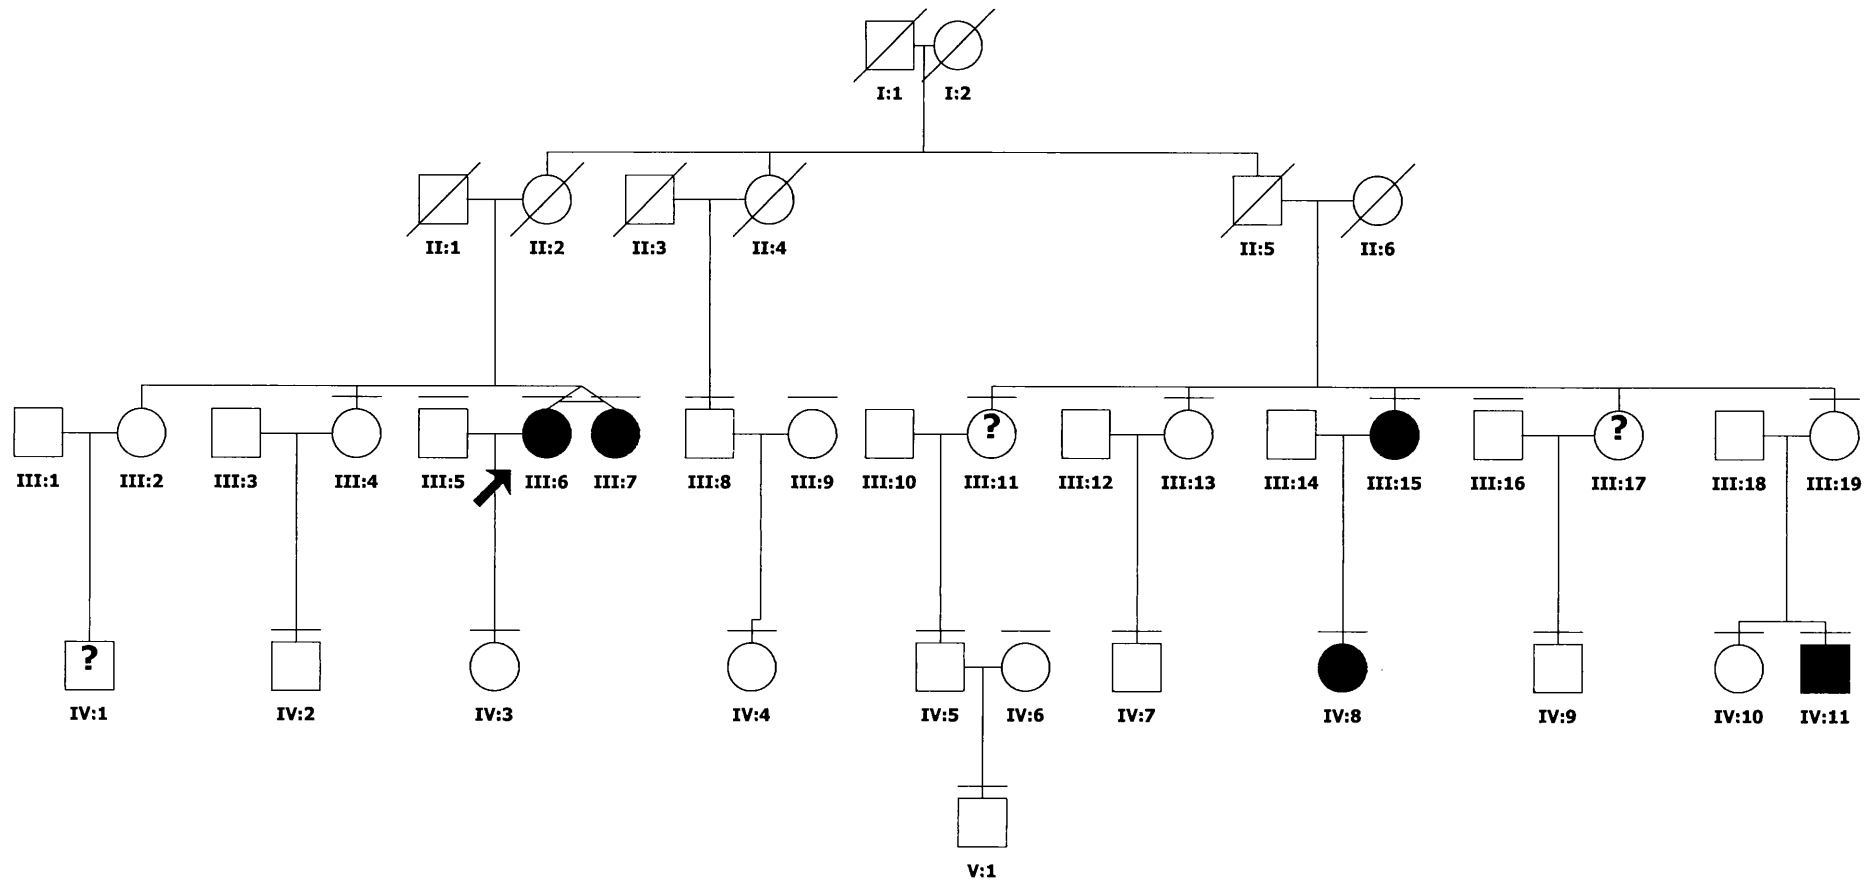 I:1 I:2
II:1 II:2 II:3 II:4 II:5 II:6
? ?
III:1 III:2 III:3 III:4 III:5 III:6 III:7 III:8 III:9 III:10 III:11 III:12 III:13 III:14 III:15 III:16 III:17 III:18 III:19
?
IV:1 IV:2 IV:3 IV:4 IV:5 IV:6 IV:7 IV:8 IV:9 IV:10 IV:11
V:1